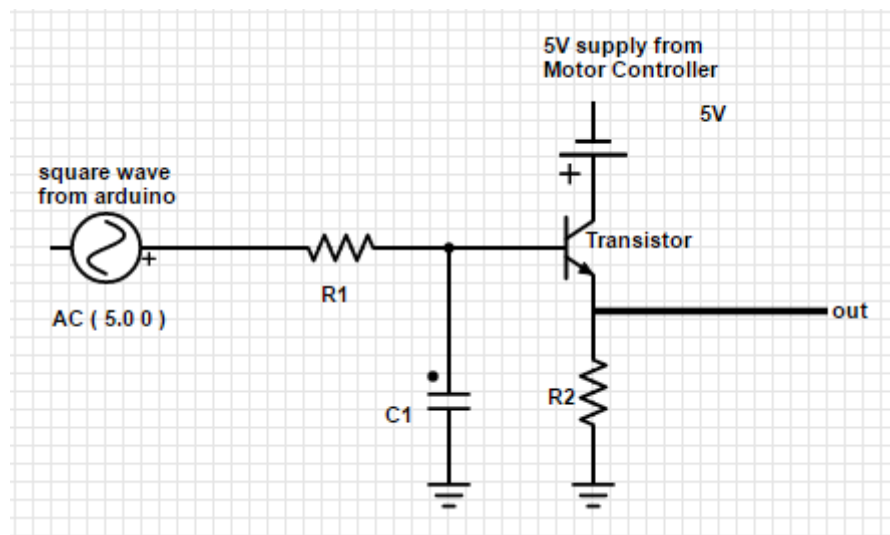 5V supply from
Motor Controller
5V
square wave
from arduino
+
+
Transistor
R1
AC ( 5.0 0 )
out
R2
C1